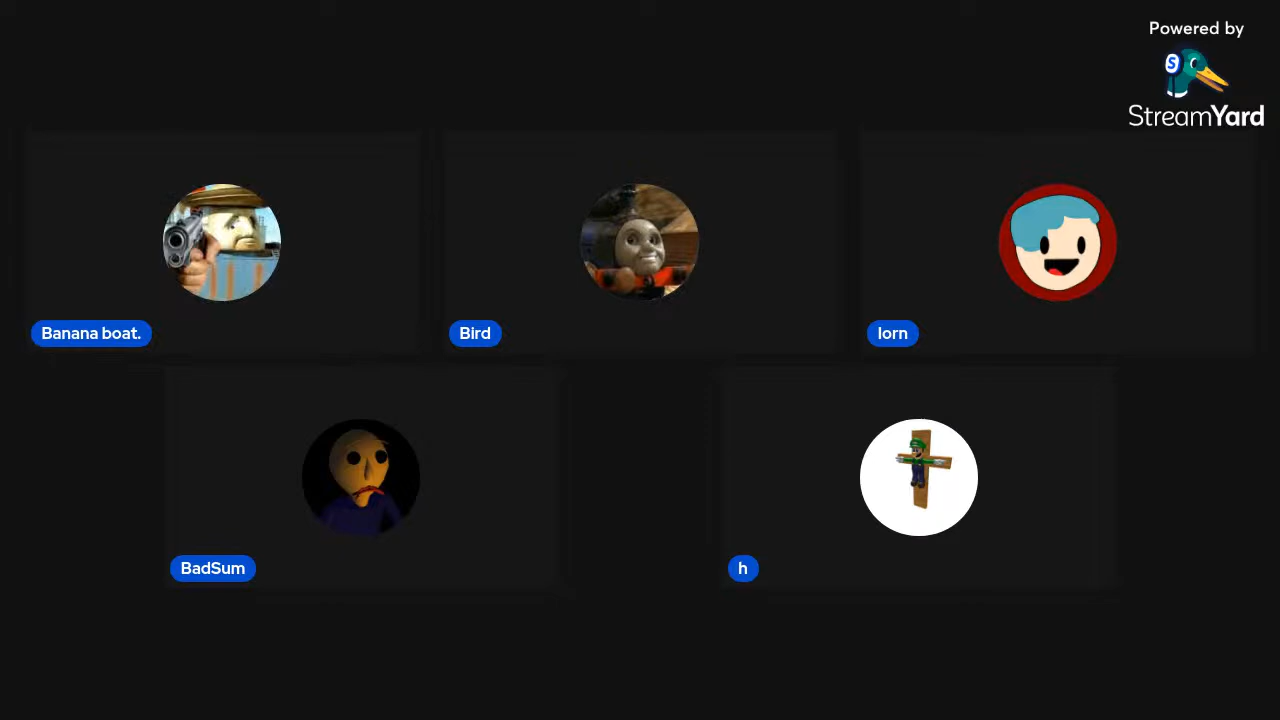 Powered by
S
StreamYard
Banana boat.
Bird
lorn
BadSum
h